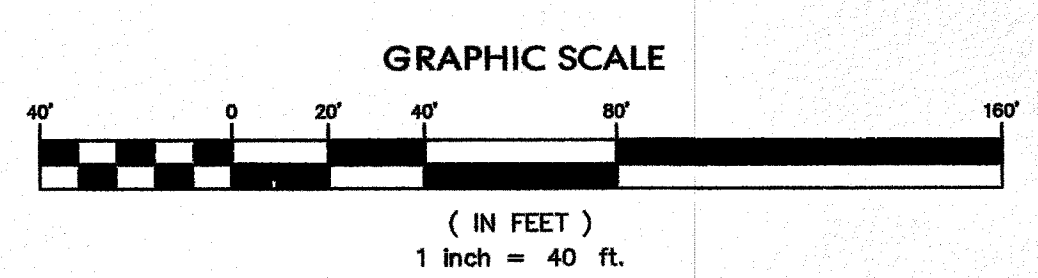 GRAPHIC SCALE
40' 0 20' 40' 80' 160'
( IN FEET )
1 inch = 40 ft.